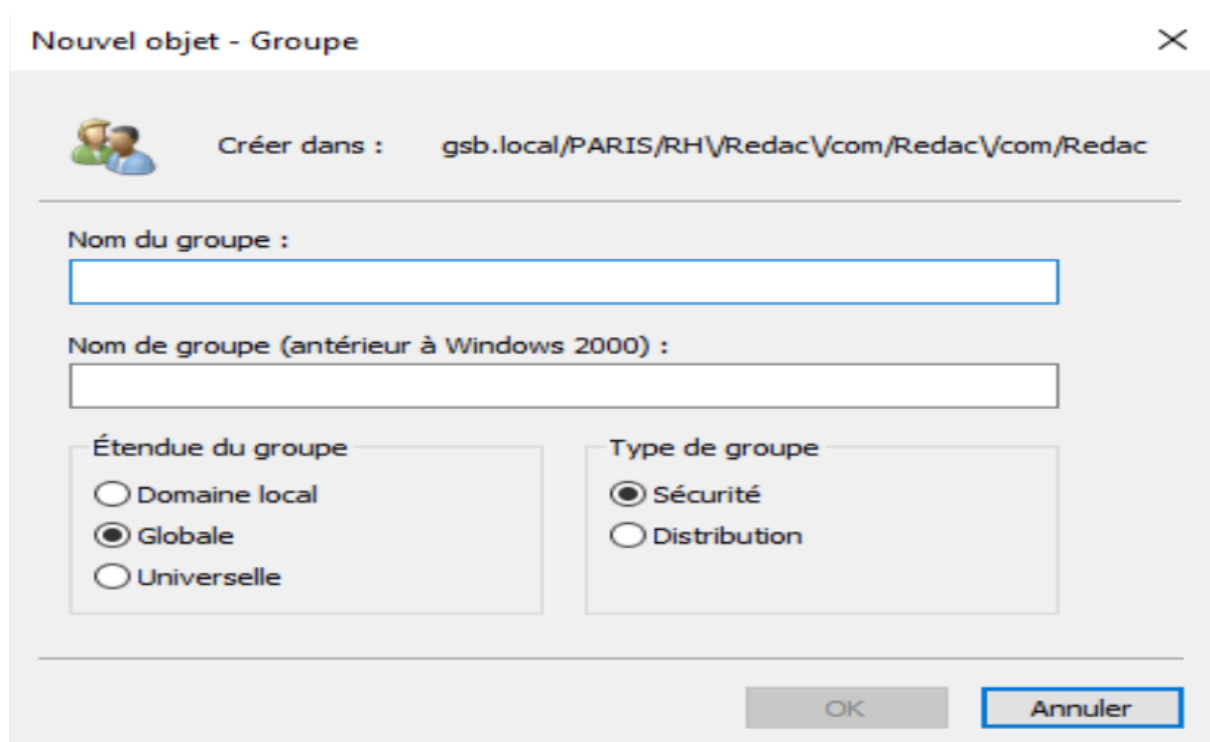 Nouvel objet - Groupe
Créer dans : gsb.local/PARIS/RH\/Redac\/com/Redac\/com/Redac
Nom du groupe :
Nom de groupe (antérieur à Windows 2000) :
Étendue du groupe Type de groupe
Domaine local Sécurité
Globale Distribution
Universelle
OK Annuler